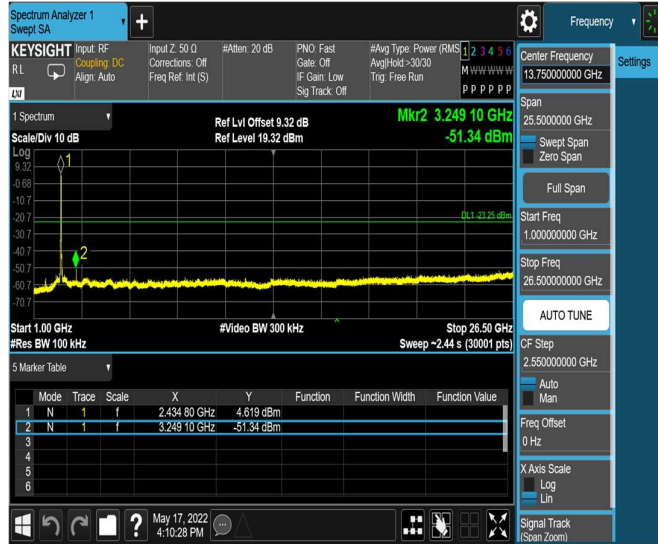 Spectrum Analyzer 1
Swept SA
+
Frequency
KEYSIGHT
RL
LXI
Input: RF
Coupling: DC
Align: Auto
Input Z: 50 Ω
Corrections: Off
Freq Ref: Int (S)
#Atten: 20 dB
PNO: Fast
Gate: Off
IF Gain: Low
Sig Track: Off
#Avg Type: Power (RMS
Avg|Hold:>30/30
Trig: Free Run
1 2 3 4 5 6
M W W W W W
P P P P P P
1 Spectrum
Scale/Div 10 dB
Ref Lvl Offset 9.32 dB
Ref Level 19.32 dBm
Mkr2 3.249 10 GHz
-51.34 dBm
Log
9.32
-0.68
-10.7
-20.7
-30.7
-40.7
-50.7
-60.7
-70.7
1
2
DL1 -23.25 dBm
Start 1.00 GHz
#Video BW 300 kHz
Stop 26.50 GHz
#Res BW 100 kHz
Sweep ~2.44 s (30001 pts)
5 Marker Table
Mode Trace Scale X Y Function Function Width Function Value
1 N 1 f 2.434 80 GHz 4.619 dBm
2 N 1 f 3.249 10 GHz -51.34 dBm
3
4
5
6
May 17, 2022
4:10:28 PM
Center Frequency
13.750000000 GHz
Settings
Span
25.5000000 GHz
Swept Span
Zero Span
Full Span
Start Freq
1.000000000 GHz
Stop Freq
26.500000000 GHz
AUTO TUNE
CF Step
2.550000000 GHz
Auto
Man
Freq Offset
0 Hz
X Axis Scale
Log
Lin
Signal Track
(Span Zoom)